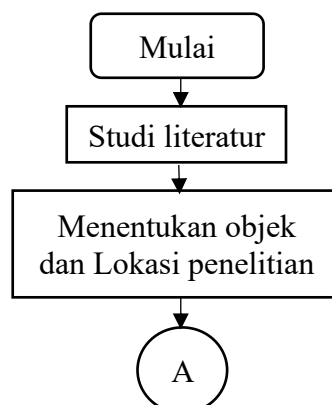 Mulai
Studi literatur
Menentukan objek
dan Lokasi penelitian
A